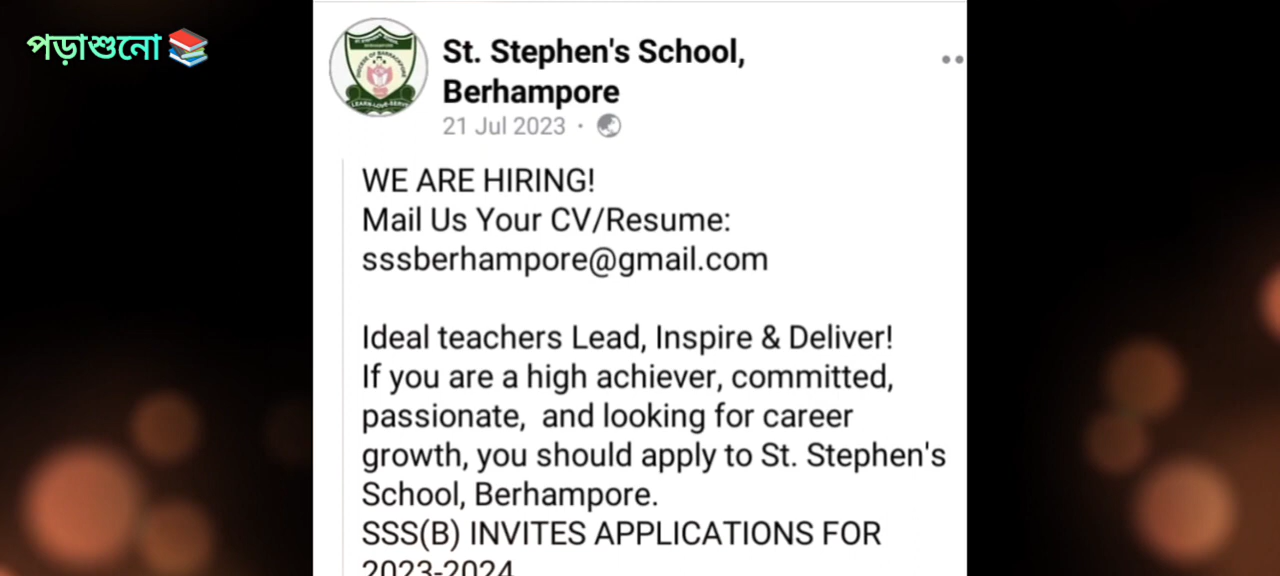 পড়াশুনো📚
St. Stephen's School,
Berhampore
21 Jul 2023 ·
WE ARE HIRING!
Mail Us Your CV/Resume:
sssberhampore@gmail.com
Ideal teachers Lead, Inspire & Deliver!
If you are a high achiever, committed,
passionate,  and looking for career
growth, you should apply to St. Stephen's
School, Berhampore.
SSS(B) INVITES APPLICATIONS FOR
2023-2024